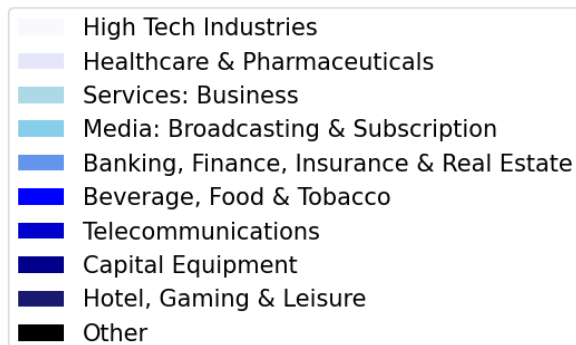 High Tech Industries
Healthcare & Pharmaceuticals
Services: Business
Media: Broadcasting & Subscription
Banking, Finance, Insurance & Real Estate
Beverage, Food & Tobacco
Telecommunications
Capital Equipment
Hotel, Gaming & Leisure
Other